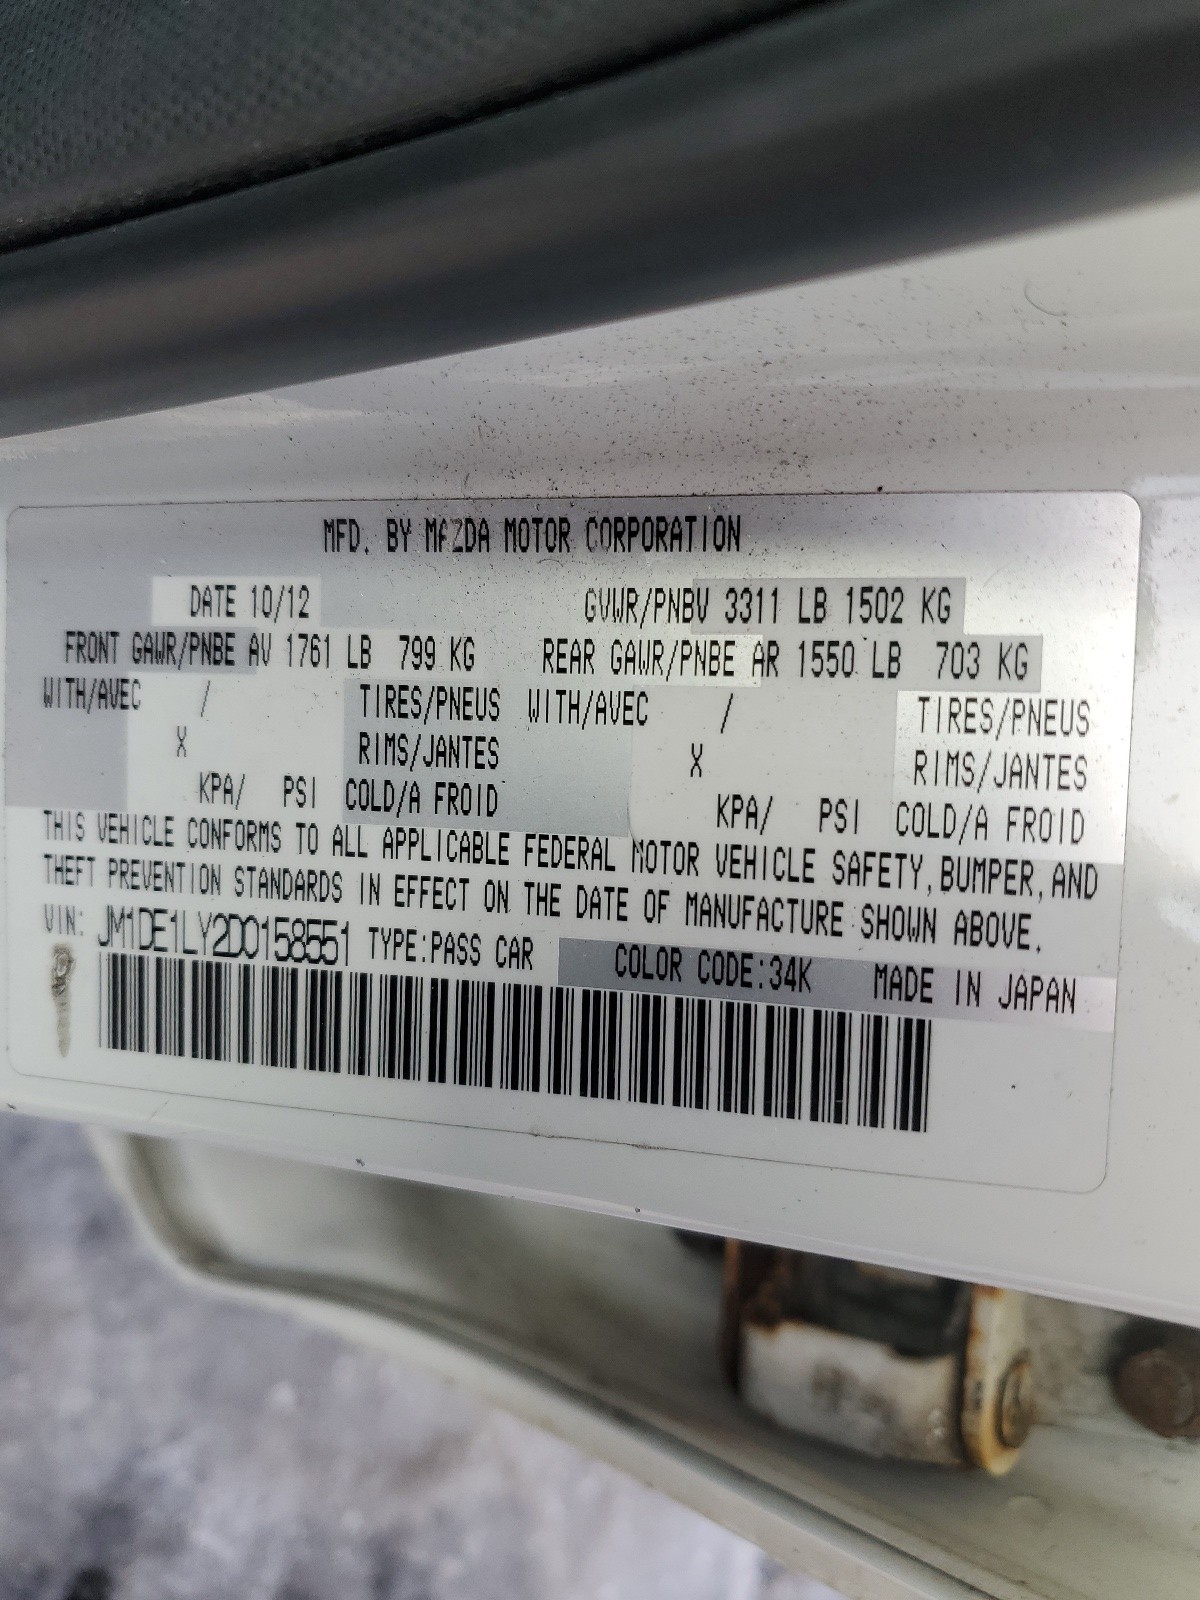 MFD. BY MAZDA MOTOR CORPORATION
DATE 10/12 GVWR/PNBV 3311 LB 1502 KG
FRONT GAWR/PNBE AV 1761 LB 799 KG REAR GAWR/PNBE AR 1550 LB 703 KG
WITH/AVEC / TIRES/PNEUS WITH/AVEC / TIRES/PNEUS
X RIMS/JANTES X RIMS/JANTES
KPA/ PSI COLD/A FROID KPA/ PSI COLD/A FROID
THIS VEHICLE CONFORMS TO ALL APPLICABLE FEDERAL MOTOR VEHICLE SAFETY, BUMPER, AND
THEFT PREVENTION STANDARDS IN EFFECT ON THE DATE OF MANUFACTURE SHOWN ABOVE.
VIN: JM1DE1LY2D0158551 TYPE:PASS CAR COLOR CODE:34K MADE IN JAPAN